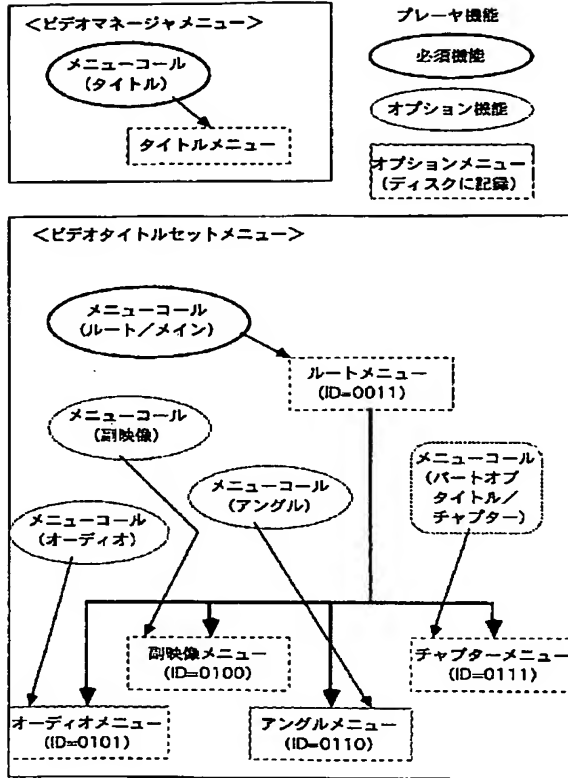 <ビデオマネージャメニュー>
メニューコール
(タイトル)
タイトルメニュー
プレーヤ機能
必須機能
オプション機能
オプションメニュー
(ディスクに記録)
<ビデオタイトルセットメニュー>
メニューコール
(ルート/メイン)
ルートメニュー
(ID=0011)
メニューコール
(副映像)
メニューコール
(アングル)
メニューコール
(パートオブ
タイトル/
チャプター)
メニューコール
(オーディオ)
副映像メニュー
(ID=0100)
チャプターメニュー
(ID=0111)
オーディオメニュー
(ID=0101)
アングルメニュー
(ID=0110)